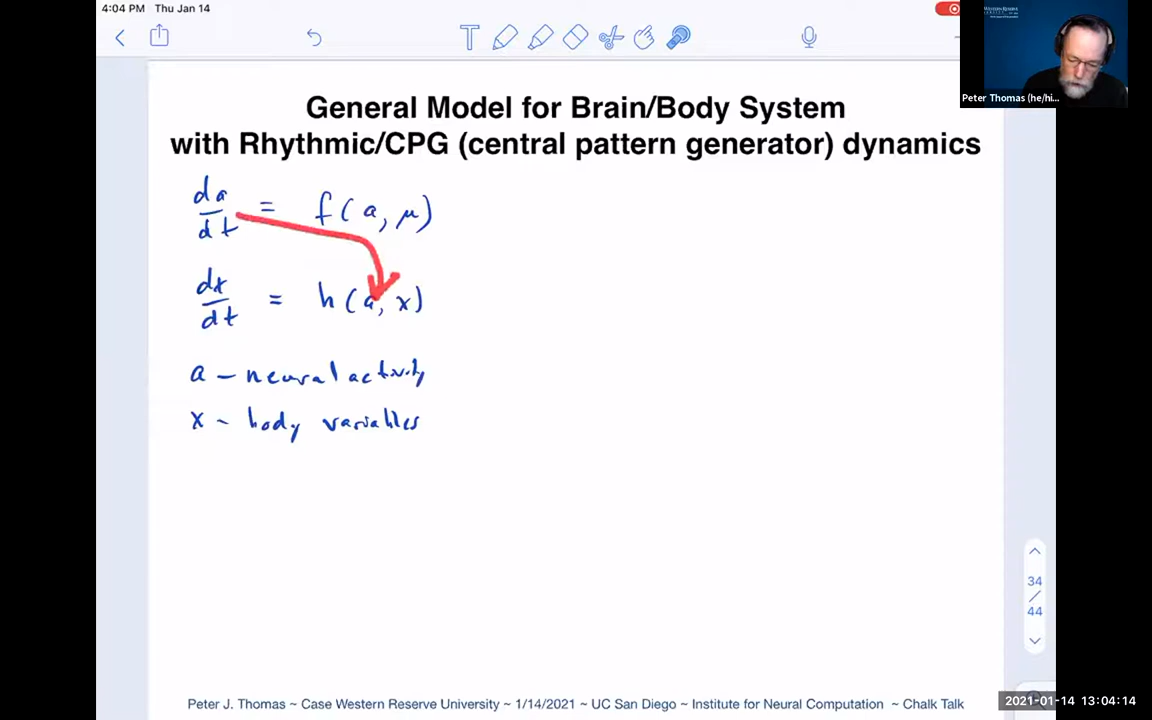 4:04 PM Thu Jan 14
WESTERN RESERVE
Peter Thomas (he/hi...
General Model for Brain/Body System
with Rhythmic/CPG (central pattern generator) dynamics
da/dt = f(a, μ)
dx/dt = h(a, x)
a – neural activity
x – body variables
34
/
44
Peter J. Thomas ~ Case Western Reserve University ~ 1/14/2021 ~ UC San Diego ~ Institute for Neural Computation ~ Chalk Talk
2021-01-14 13:04:14